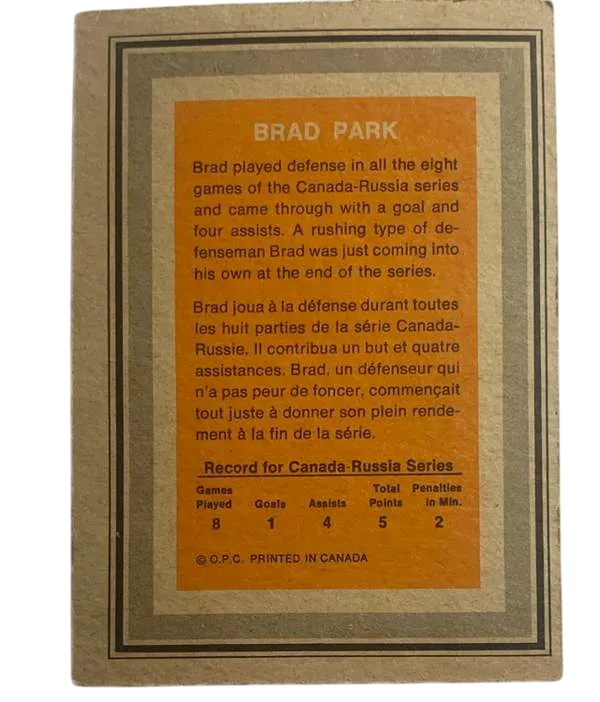 BRAD PARK
Brad played defense in all the eight
games of the Canada-Russia series
and came through with a goal and
four assists. A rushing type of de-
fenseman Brad was just coming into
his own at the end of the series.
Brad joua à la défense durant toutes
les huit parties de la série Canada-
Russie. Il contribua un but et quatre
assistances. Brad, un défenseur qui
n'a pas peur de foncer, commençait
tout juste à donner son plein rende-
ment à la fin de la série.
Record for Canada-Russia Series
Games Played Goals Assists Total Points Penalties in Min.
8 1 4 5 2
© O.P.C. PRINTED IN CANADA